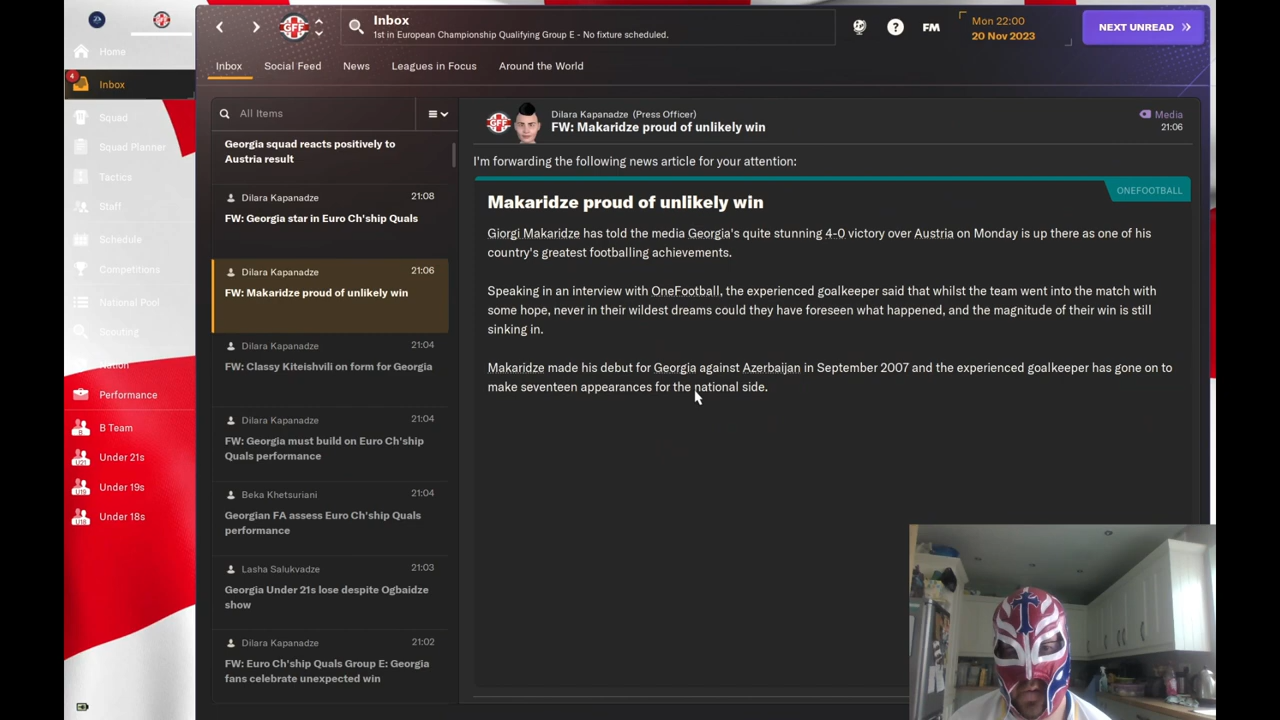 GFF
Inbox
1st in European Championship Qualifying Group E - No fixture scheduled.
?
FM
Mon 22:00
20 Nov 2023
NEXT UNREAD
Home
4
Inbox
Squad
Squad Planner
Tactics
Staff
Schedule
Competitions
National Pool
Scouting
Nation
Performance
B
B Team
U21
Under 21s
U19
Under 19s
U18
Under 18s
Inbox
Social Feed
News
Leagues in Focus
Around the World
All Items
Georgia squad reacts positively to
Austria result
Dilara Kapanadze
21:08
FW: Georgia star in Euro Ch'ship Quals
Dilara Kapanadze
21:06
FW: Makaridze proud of unlikely win
Dilara Kapanadze
21:04
FW: Classy Kiteishvili on form for Georgia
Dilara Kapanadze
21:04
FW: Georgia must build on Euro Ch'ship
Quals performance
Beka Khetsuriani
21:04
Georgian FA assess Euro Ch'ship Quals
performance
Lasha Salukvadze
21:03
Georgia Under 21s lose despite Ogbaidze
show
Dilara Kapanadze
21:02
FW: Euro Ch'ship Quals Group E: Georgia
fans celebrate unexpected win
GFF
Dilara Kapanadze (Press Officer)
FW: Makaridze proud of unlikely win
Media
21:06
I'm forwarding the following news article for your attention:
ONEFOOTBALL
Makaridze proud of unlikely win
Giorgi Makaridze has told the media Georgia's quite stunning 4-0 victory over Austria on Monday is up there as one of his
country's greatest footballing achievements.
Speaking in an interview with OneFootball, the experienced goalkeeper said that whilst the team went into the match with
some hope, never in their wildest dreams could they have foreseen what happened, and the magnitude of their win is still
sinking in.
Makaridze made his debut for Georgia against Azerbaijan in September 2007 and the experienced goalkeeper has gone on to
make seventeen appearances for the national side.